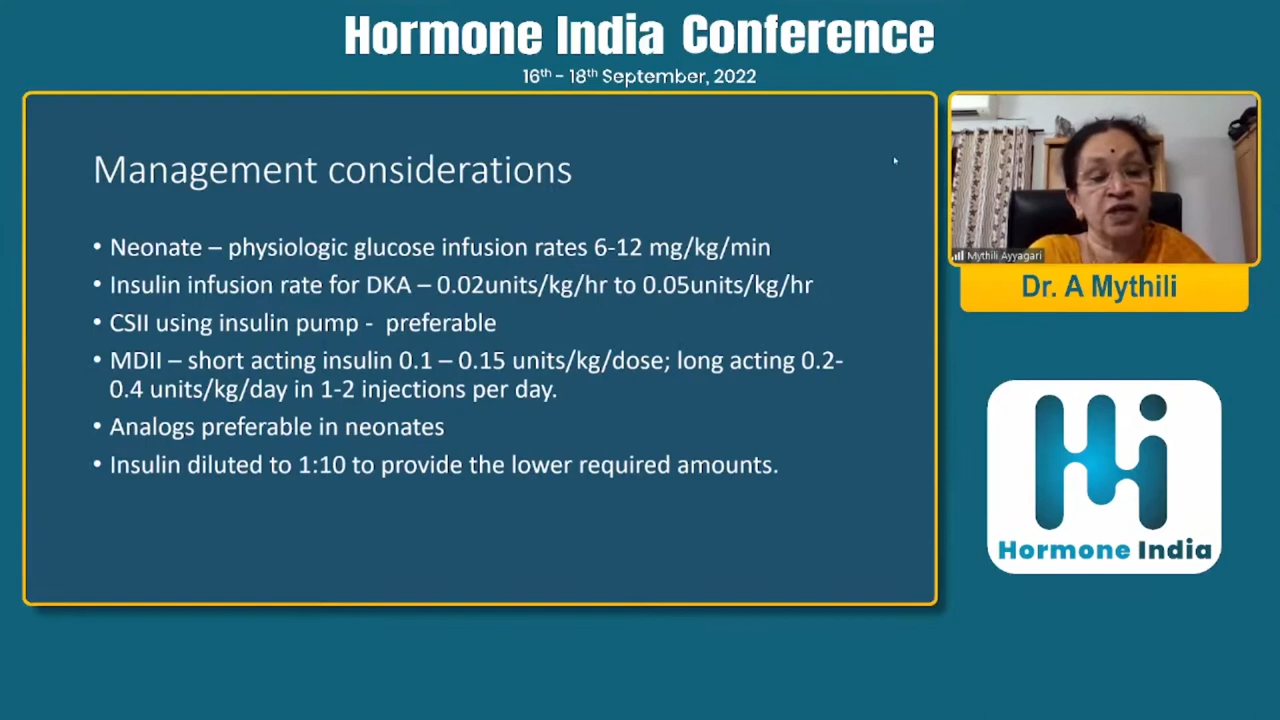 Hormone India Conference
16th - 18th September, 2022
Management considerations
• Neonate – physiologic glucose infusion rates 6-12 mg/kg/min
• Insulin infusion rate for DKA – 0.02units/kg/hr to 0.05units/kg/hr
• CSII using insulin pump - preferable
• MDII – short acting insulin 0.1 – 0.15 units/kg/dose; long acting 0.2-
0.4 units/kg/day in 1-2 injections per day.
• Analogs preferable in neonates
• Insulin diluted to 1:10 to provide the lower required amounts.
Mythili Ayyagari
Dr. A Mythili
Hi
Hormone India